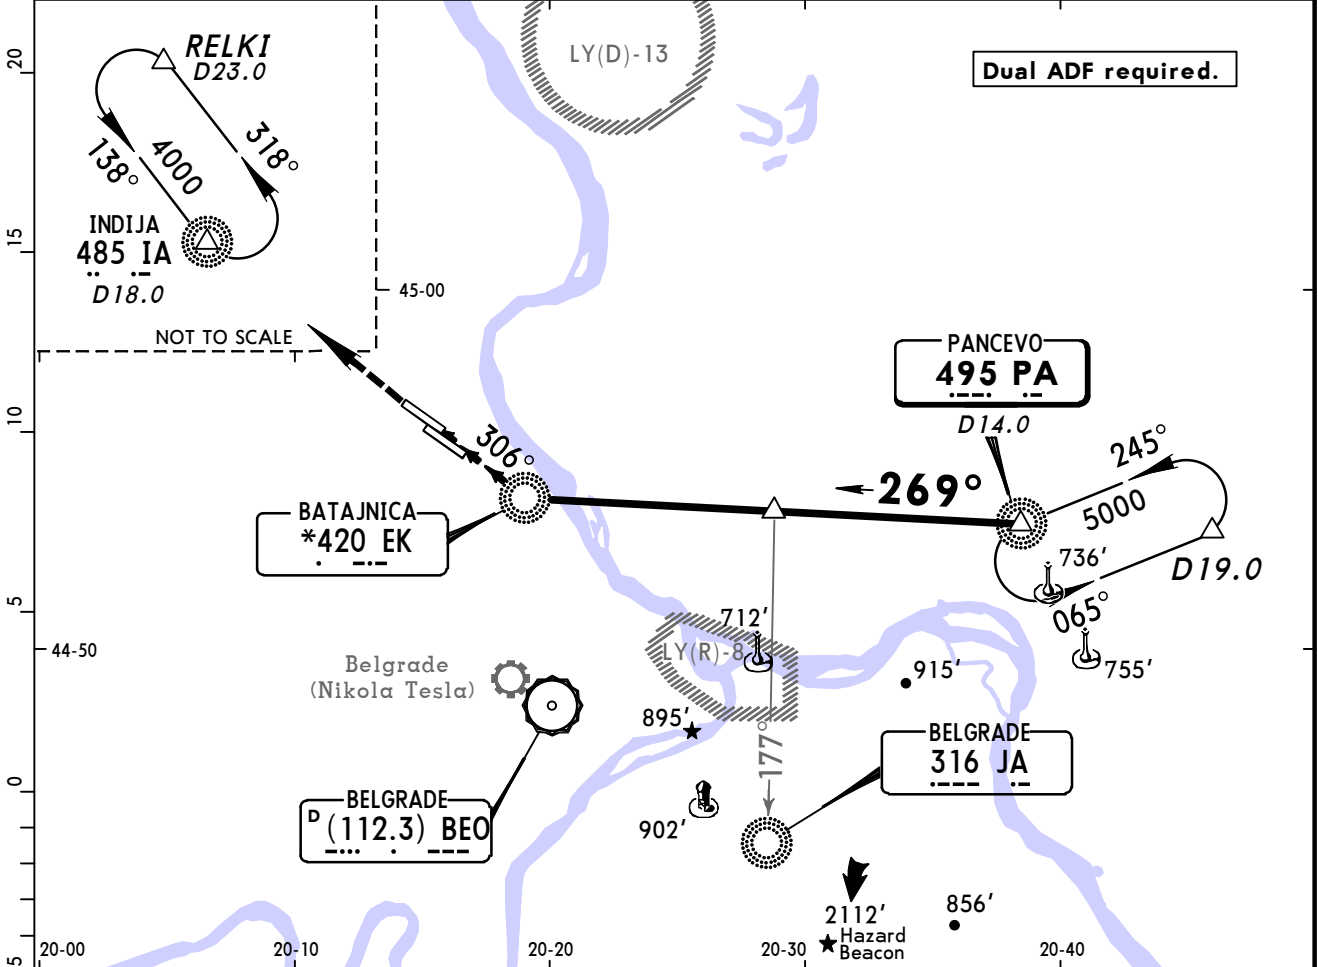 LY(D)-13
Dual ADF required.
RELKI
D23.0
318°
4000
138°
INDIJA
485 IA
D18.0
NOT TO SCALE
45-00
20
15
10
5
0
5
PANCEVO
495 PA
D14.0
245°
5000
269°
306°
BATAJNICA
*420 EK
736'
D19.0
065°
712'
LY(R)-8
44-50
Belgrade
(Nikola Tesla)
915'
755'
895'
177°
BELGRADE
316 JA
BELGRADE
D (112.3) BEO
902'
2112'
Hazard
Beacon
856'
20-00
20-10
20-20
20-30
20-40